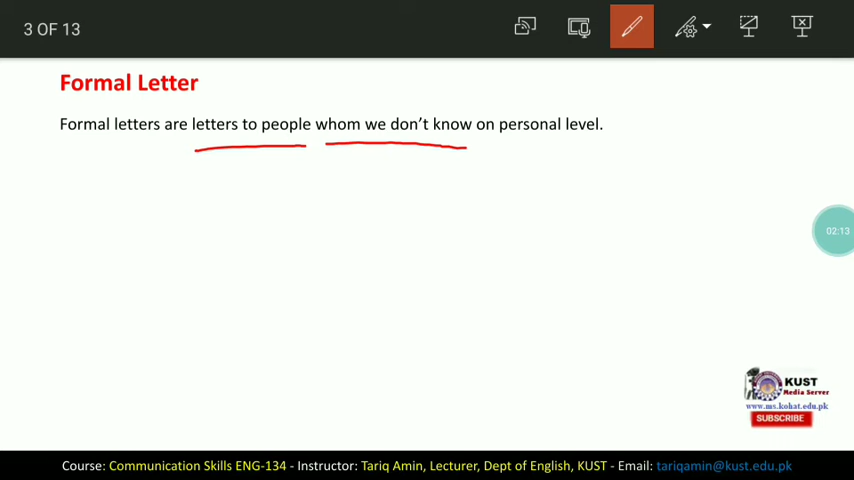 3 OF 13
Formal Letter
Formal letters are letters to people whom we don't know on personal level.
02:13
KUST
Media Server
www.ms.kohat.edu.pk
SUBSCRIBE
Course: Communication Skills ENG-134 - Instructor: Tariq Amin, Lecturer, Dept of English, KUST - Email: tariqamin@kust.edu.pk